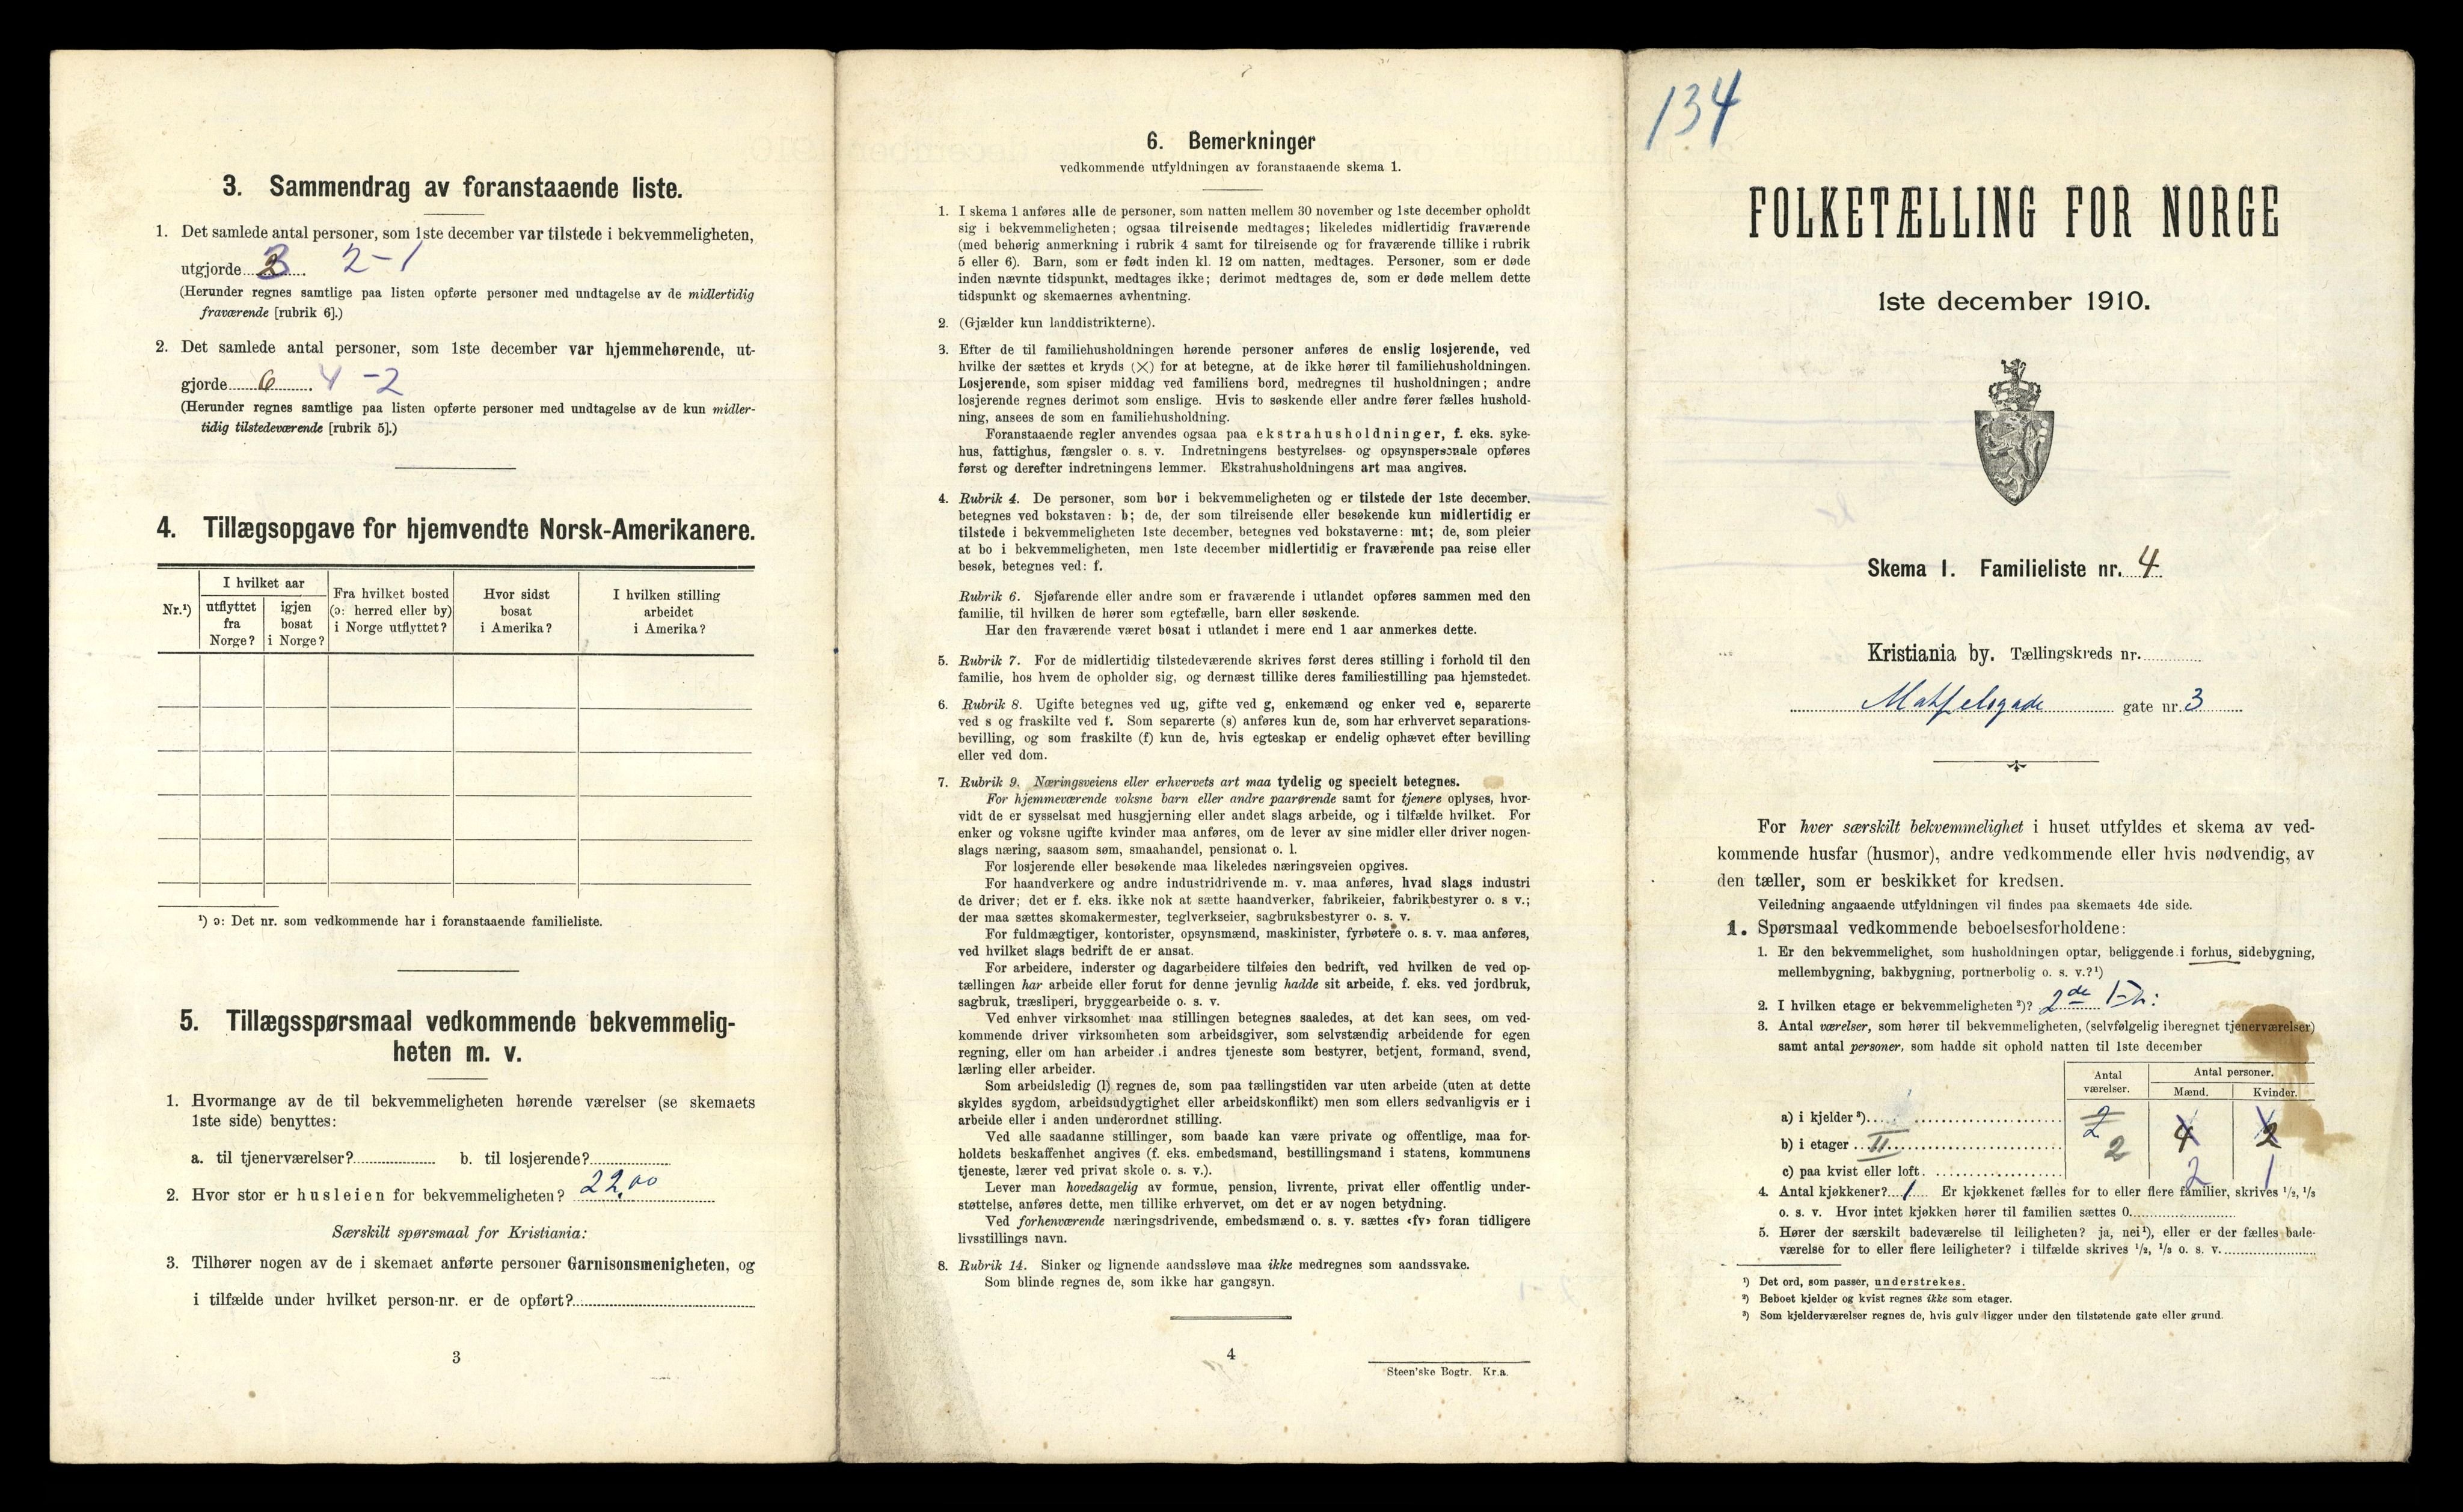 3. Sammendrag av foranstaaende liste.
1. Det samlede antal personer, som 1ste december var tilstede i bekvemmeligheten,
utgjorde 3 . 2-1
(Herunder regnes samtlige paa listen opførte personer med undtagelse av de midlertidig
fraværende [rubrik 6].)
2. Det samlede antal personer, som 1ste december var hjemmehørende, ut-
gjorde 6 . 4-2
(Herunder regnes samtlige paa listen opførte personer med undtagelse av de kun midler-
tidig tilstedeværende [rubrik 5].)
4. Tillægsopgave for hjemvendte Norsk-Amerikanere.
Nr.¹)
I hvilket aar
utflyttet fra Norge?
igjen bosat i Norge?
Fra hvilket bosted (ɔ: herred eller by) i Norge utflyttet?
Hvor sidst bosat i Amerika?
I hvilken stilling arbeidet i Amerika?
¹) ɔ: Det nr. som vedkommende har i foranstaaende familieliste.
5. Tillægsspørsmaal vedkommende bekvemmelig-
heten m. v.
1. Hvormange av de til bekvemmeligheten hørende værelser (se skemaets
1ste side) benyttes:
a. til tjenerværelser? b. til losjerende?
2. Hvor stor er husleien for bekvemmeligheten? 22,00
Særskilt spørsmaal for Kristiania:
3. Tilhører nogen av de i skemaet anførte personer Garnisonsmenigheten, og
i tilfælde under hvilket person-nr. er de opført?
3
6. Bemerkninger
vedkommende utfyldningen av foranstaaende skema 1.
1. I skema 1 anføres alle de personer, som natten mellem 30 november og 1ste december opholdt
sig i bekvemmeligheten; ogsaa tilreisende medtages; likeledes midlertidig fraværende
(med behørig anmerkning i rubrik 4 samt for tilreisende og for fraværende tillike i rubrik
5 eller 6). Barn, som er født inden kl. 12 om natten, medtages. Personer, som er døde
inden nævnte tidspunkt, medtages ikke; derimot medtages de, som er døde mellem dette
tidspunkt og skemaernes avhentning.
2. (Gjælder kun landdistrikterne).
3. Efter de til familiehusholdningen hørende personer anføres de enslig losjerende, ved
hvilke der sættes et kryds (×) for at betegne, at de ikke hører til familiehusholdningen.
Losjerende, som spiser middag ved familiens bord, medregnes til husholdningen; andre
losjerende regnes derimot som enslige. Hvis to søskende eller andre fører fælles hushold-
ning, ansees de som en familiehusholdning.
Foranstaaende regler anvendes ogsaa paa ekstrahusholdninger, f. eks. syke-
hus, fattighus, fængsler o. s. v. Indretningens bestyrelses- og opsynspersonale opføres
først og derefter indretningens lemmer. Ekstrahusholdningens art maa angives.
4. Rubrik 4. De personer, som bor i bekvemmeligheten og er tilstede der 1ste december,
betegnes ved bokstaven: b; de, der som tilreisende eller besøkende kun midlertidig er
tilstede i bekvemmeligheten 1ste december, betegnes ved bokstaverne: mt; de, som pleier
at bo i bekvemmeligheten, men 1ste december midlertidig er fraværende paa reise eller
besøk, betegnes ved: f.
Rubrik 6. Sjøfarende eller andre som er fraværende i utlandet opføres sammen med den
familie, til hvilken de hører som egtefælle, barn eller søskende.
Har den fraværende været bosat i utlandet i mere end 1 aar anmerkes dette.
5. Rubrik 7. For de midlertidig tilstedeværende skrives først deres stilling i forhold til den
familie, hos hvem de opholder sig, og dernæst tillike deres familiestilling paa hjemstedet.
6. Rubrik 8. Ugifte betegnes ved ug, gifte ved g, enkemænd og enker ved e, separerte
ved s og fraskilte ved f. Som separerte (s) anføres kun de, som har erhvervet separations-
bevilling, og som fraskilte (f) kun de, hvis egteskap er endelig ophævet efter bevilling
eller ved dom.
7. Rubrik 9. Næringsveiens eller erhvervets art maa tydelig og specielt betegnes.
For hjemmeværende voksne barn eller andre paarørende samt for tjenere oplyses, hvor-
vidt de er sysselsat med husgjerning eller andet slags arbeide, og i tilfælde hvilket. For
enker og voksne ugifte kvinder maa anføres, om de lever av sine midler eller driver nogen-
slags næring, saasom søm, smaahandel, pensionat o. l.
For losjerende eller besøkende maa likeledes næringsveien opgives.
For haandverkere og andre industridrivende m. v. maa anføres, hvad slags industri
de driver; det er f. eks. ikke nok at sætte haandverker, fabrikeier, fabrikbestyrer o. s v.;
der maa sættes skomakermester, teglverkseier, sagbruksbestyrer o. s. v.
For fuldmægtiger, kontorister, opsynsmænd, maskinister, fyrbøtere o. s. v. maa anføres,
ved hvilket slags bedrift de er ansat.
For arbeidere, inderster og dagarbeidere tilføies den bedrift, ved hvilken de ved op-
tællingen har arbeide eller forut for denne jevnlig hadde sit arbeide, f. eks. ved jordbruk,
sagbruk, træsliperi, bryggearbeide o. s. v.
Ved enhver virksomhet maa stillingen betegnes saaledes, at det kan sees, om ved-
kommende driver virksomheten som arbeidsgiver, som selvstændig arbeidende for egen
regning, eller om han arbeider i andres tjeneste som bestyrer, betjent, formand, svend,
lærling eller arbeider.
Som arbeidsledig (l) regnes de, som paa tællingstiden var uten arbeide (uten at dette
skyldes sygdom, arbeidsudygtighet eller arbeidskonflikt) men som ellers sedvanligvis er i
arbeide eller i anden underordnet stilling.
Ved alle saadanne stillinger, som baade kan være private og offentlige, maa for-
holdets beskaffenhet angives (f. eks. embedsmand, bestillingsmand i statens, kommunens
tjeneste, lærer ved privat skole o. s. v.).
Lever man hovedsagelig av formue, pension, livrente, privat eller offentlig under-
støttelse, anføres dette, men tillike erhvervet, om det er av nogen betydning.
Ved forhenværende næringsdrivende, embedsmænd o. s. v. sættes «fv» foran tidligere
livsstillings navn.
8. Rubrik 14. Sinker og lignende aandssløve maa ikke medregnes som aandssvake.
Som blinde regnes de, som ikke har gangsyn.
4
Steen'ske Bogtr. Kr.a.
134
FOLKETÆLLING FOR NORGE
1ste december 1910.
Skema I. Familieliste nr. 4
Kristiania by. Tællingskreds nr.
gate nr. 3
For hver særskilt bekvemmelighet i huset utfyldes et skema av ved-
kommende husfar (husmor), andre vedkommende eller hvis nødvendig, av
den tæller, som er beskikket for kredsen.
Veiledning angaaende utfyldningen vil findes paa skemaets 4de side.
1. Spørsmaal vedkommende beboelsesforholdene:
1. Er den bekvemmelighet, som husholdningen optar, beliggende i forhus, sidebygning,
mellembygning, bakbygning, portnerbolig o. s. v.?¹)
2. I hvilken etage er bekvemmeligheten²)? 2de
3. Antal værelser, som hører til bekvemmeligheten, (selvfølgelig iberegnet tjenerværelser)
samt antal personer, som hadde sit ophold natten til 1ste december
Antal værelser.
Antal personer.
Mænd. Kvinder.
a) i kjelder³) 2
b) i etager II 2 4 2
c) paa kvist eller loft 2 1
4. Antal kjøkkener? 1 Er kjøkkenet fælles for to eller flere familier, skrives ½, ⅓
o. s. v. Hvor intet kjøkken hører til familien sættes 0.
5. Hører der særskilt badeværelse til leiligheten? ja, nei¹), eller er der fælles bade-
værelse for to eller flere leiligheter? i tilfælde skrives ½, ⅓ o. s. v.
¹) Det ord, som passer, understrekes.
²) Beboet kjelder og kvist regnes ikke som etager.
³) Som kjelderværelser regnes de, hvis gulv ligger under den tilstøtende gate eller grund.